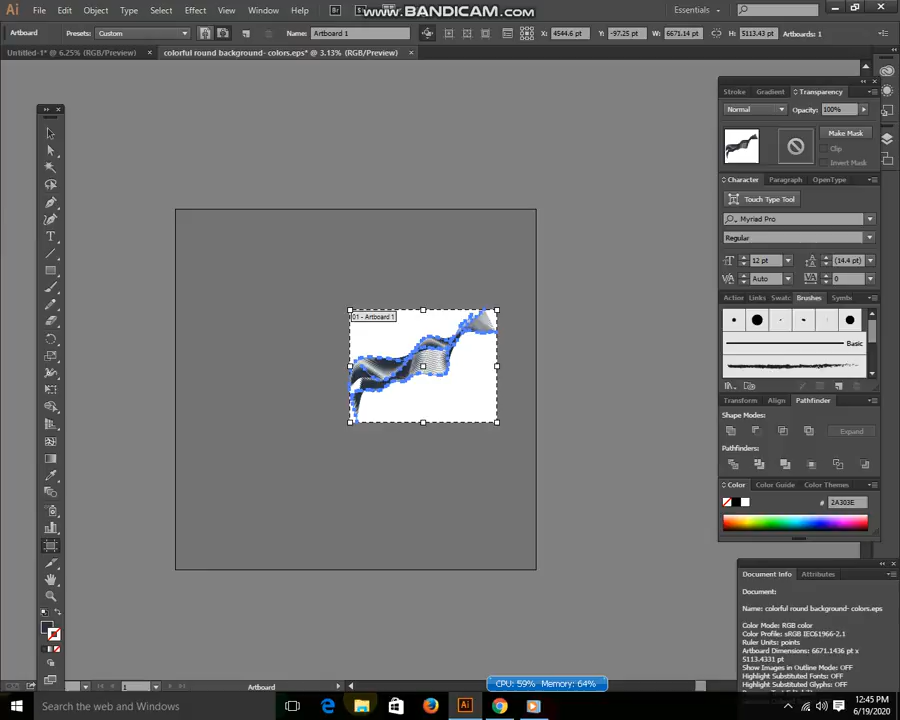 Ai File Edit Object Type Select Effect View Window Help Br St Essentials
www.BANDICAM.com
Artboard Presets: Custom Name: Artboard 1 X: 4544.6 pt Y: -97.25 pt W: 6671.14 pt H: 5113.43 pt Artboards: 1
Untitled-1* @ 6.25% (RGB/Preview) × colorful round background- colors.eps* @ 3.13% (RGB/Preview) ×
Stroke Gradient Transparency
Normal Opacity: 100%
Make Mask
Clip
Invert Mask
Character Paragraph OpenType
Touch Type Tool
Myriad Pro
Regular
12 pt (14.4 pt)
Auto 0
Action Links Swatc Brushes Symbo
Basic
01 - Artboard 1
Transform Align Pathfinder
Shape Modes:
Expand
Pathfinders:
Color Color Guide Color Themes
# 2A303E
Document Info Attributes
Document:
Name: colorful round background- colors.eps
Color Mode: RGB color
Color Profile: sRGB IEC61966-2.1
Ruler Units: points
Artboard Dimensions: 6671.1436 pt x
5113.4331 pt
Show Images in Outline Mode: OFF
Highlight Substituted Fonts: OFF
Highlight Substituted Glyphs: OFF
1 Artboard
CPU: 59% Memory: 64%
Search the web and Windows
12:45 PM
6/19/2020